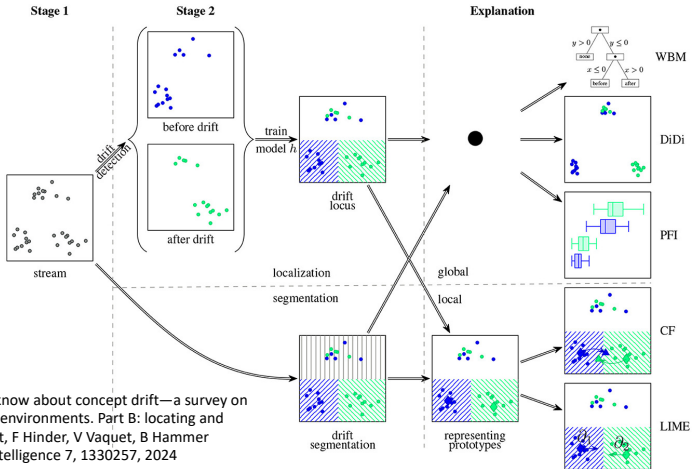 Stage 1
Stage 2
Explanation
before drift
after drift
stream
drift
detection
train
model h
drift
locus
localization
segmentation
global
local
drift
segmentation
representing
prototypes
y > 0
y ≤ 0
none
x ≤ 0
x > 0
before
after
WBM
DiDi
PFI
CF
LIME
∂₁
∂₂
know about concept drift—a survey on
environments. Part B: locating and
t, F Hinder, V Vaquet, B Hammer
telligence 7, 1330257, 2024